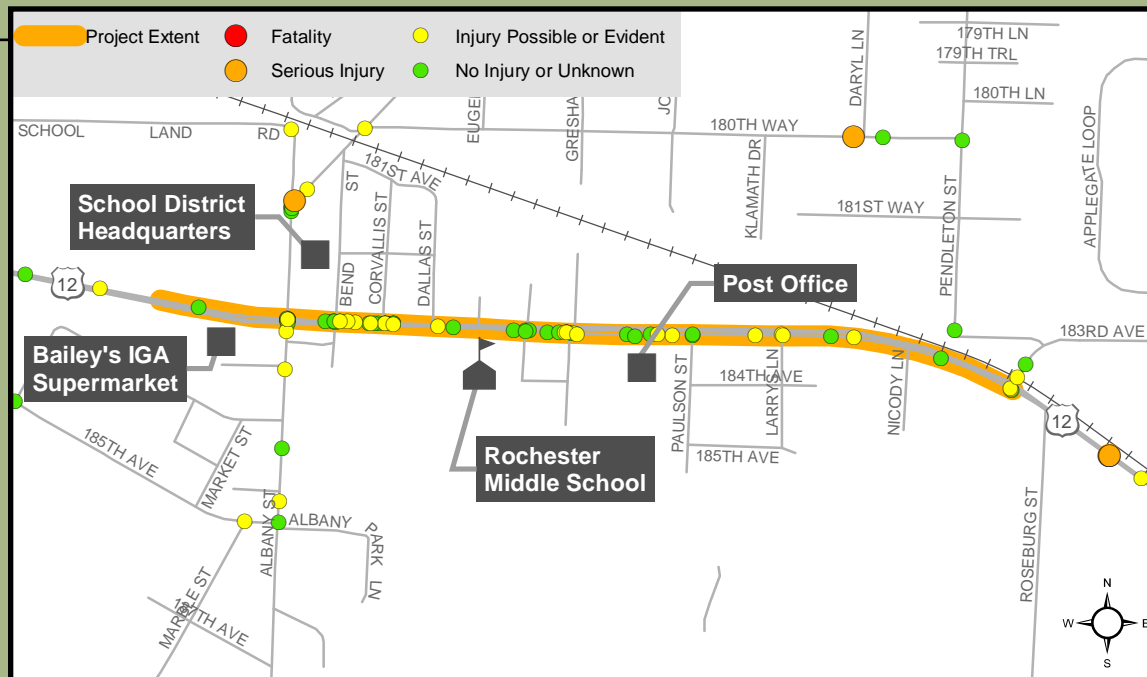 Project Extent
Fatality
Injury Possible or Evident
Serious Injury
No Injury or Unknown
179TH LN
179TH TRL
180TH LN
DARYL LN
SCHOOL LAND RD
180TH WAY
181ST AVE
KLAMATH DR
181ST WAY
PENDLETON ST
APPLEGATE LOOP
School District
Headquarters
BEND ST
CORVALLIS ST
DALLAS ST
12
Post Office
183RD AVE
Bailey's IGA
Supermarket
184TH AVE
PAULSON ST
LARRYS LN
NICODY LN
12
Rochester
Middle School
185TH AVE
185TH AVE
MARKET ST
ALBANY ST
ALBANY
PARK LN
ROSEBURG ST
MARBLE ST
N
W
E
S